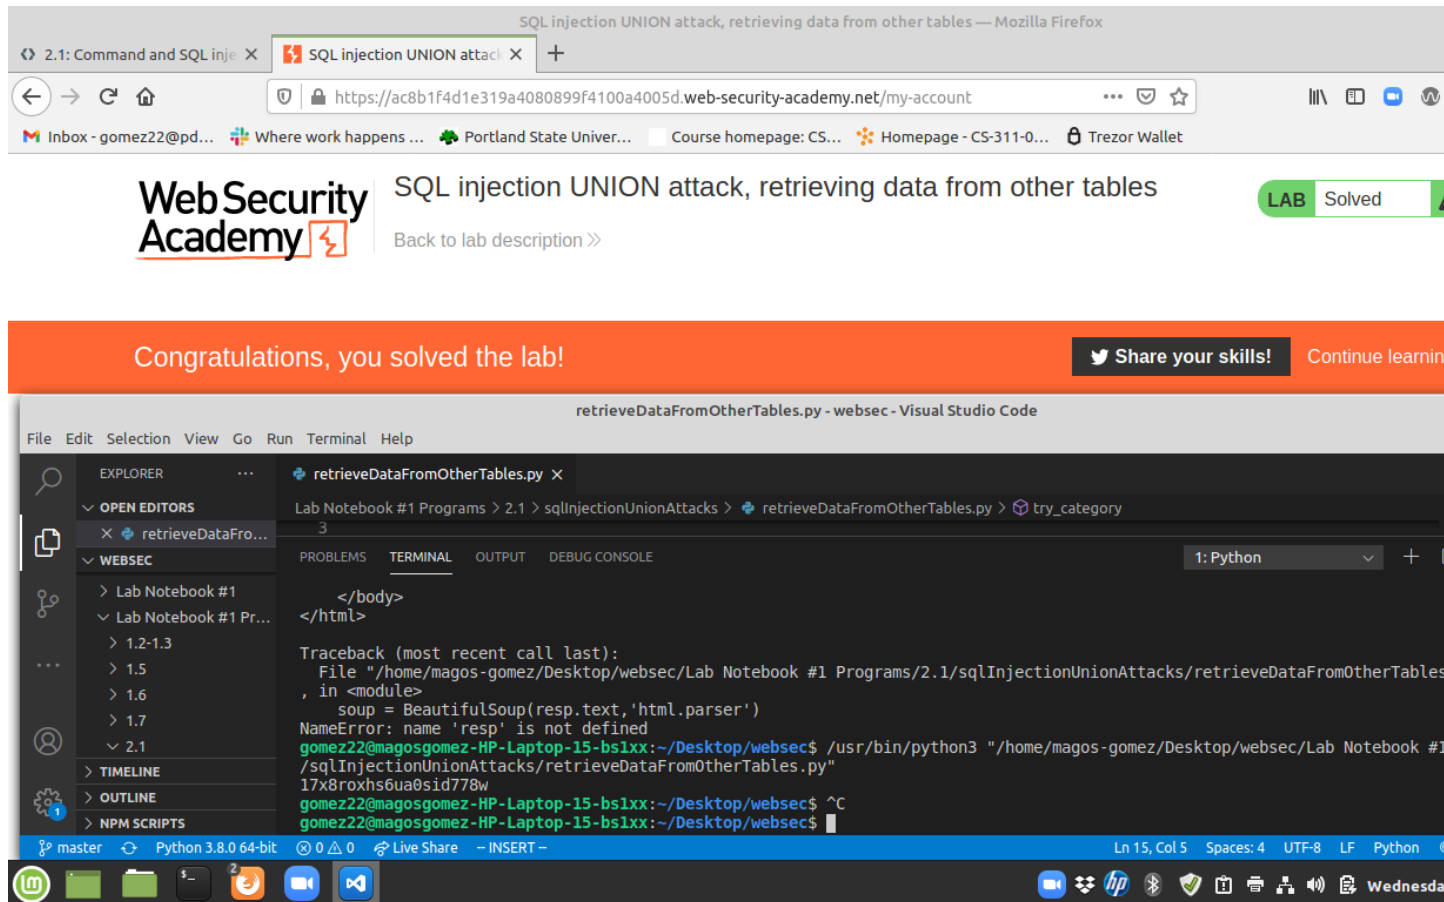 SQL injection UNION attack, retrieving data from other tables — Mozilla Firefox
2.1: Command and SQL inje
SQL injection UNION attack
https://ac8b1f4d1e319a4080899f4100a4005d.web-security-academy.net/my-account
Inbox - gomez22@pd... Where work happens ... Portland State Univer... Course homepage: CS... Homepage - CS-311-0... Trezor Wallet
Web Security
Academy
SQL injection UNION attack, retrieving data from other tables
Back to lab description
LAB Solved
Congratulations, you solved the lab!
Share your skills!
Continue learnin
retrieveDataFromOtherTables.py - websec - Visual Studio Code
File Edit Selection View Go Run Terminal Help
EXPLORER ...
OPEN EDITORS
retrieveDataFro...
WEBSEC
Lab Notebook #1
Lab Notebook #1 Pr...
1.2-1.3
1.5
1.6
1.7
2.1
TIMELINE
OUTLINE
NPM SCRIPTS
retrieveDataFromOtherTables.py
Lab Notebook #1 Programs > 2.1 > sqlInjectionUnionAttacks > retrieveDataFromOtherTables.py > try_category
3
PROBLEMS TERMINAL OUTPUT DEBUG CONSOLE
1: Python
</body>
</html>
Traceback (most recent call last):
File "/home/magos-gomez/Desktop/websec/Lab Notebook #1 Programs/2.1/sqlInjectionUnionAttacks/retrieveDataFromOtherTables
, in <module>
soup = BeautifulSoup(resp.text,'html.parser')
NameError: name 'resp' is not defined
gomez22@magosgomez-HP-Laptop-15-bs1xx:~/Desktop/websec$ /usr/bin/python3 "/home/magos-gomez/Desktop/websec/Lab Notebook #1
/sqlInjectionUnionAttacks/retrieveDataFromOtherTables.py"
17x8roxhs6ua0sid778w
gomez22@magosgomez-HP-Laptop-15-bs1xx:~/Desktop/websec$ ^C
gomez22@magosgomez-HP-Laptop-15-bs1xx:~/Desktop/websec$
1
master Python 3.8.0 64-bit 0 0 Live Share -- INSERT -- Ln 15, Col 5 Spaces: 4 UTF-8 LF Python
2
hp
Wednesda